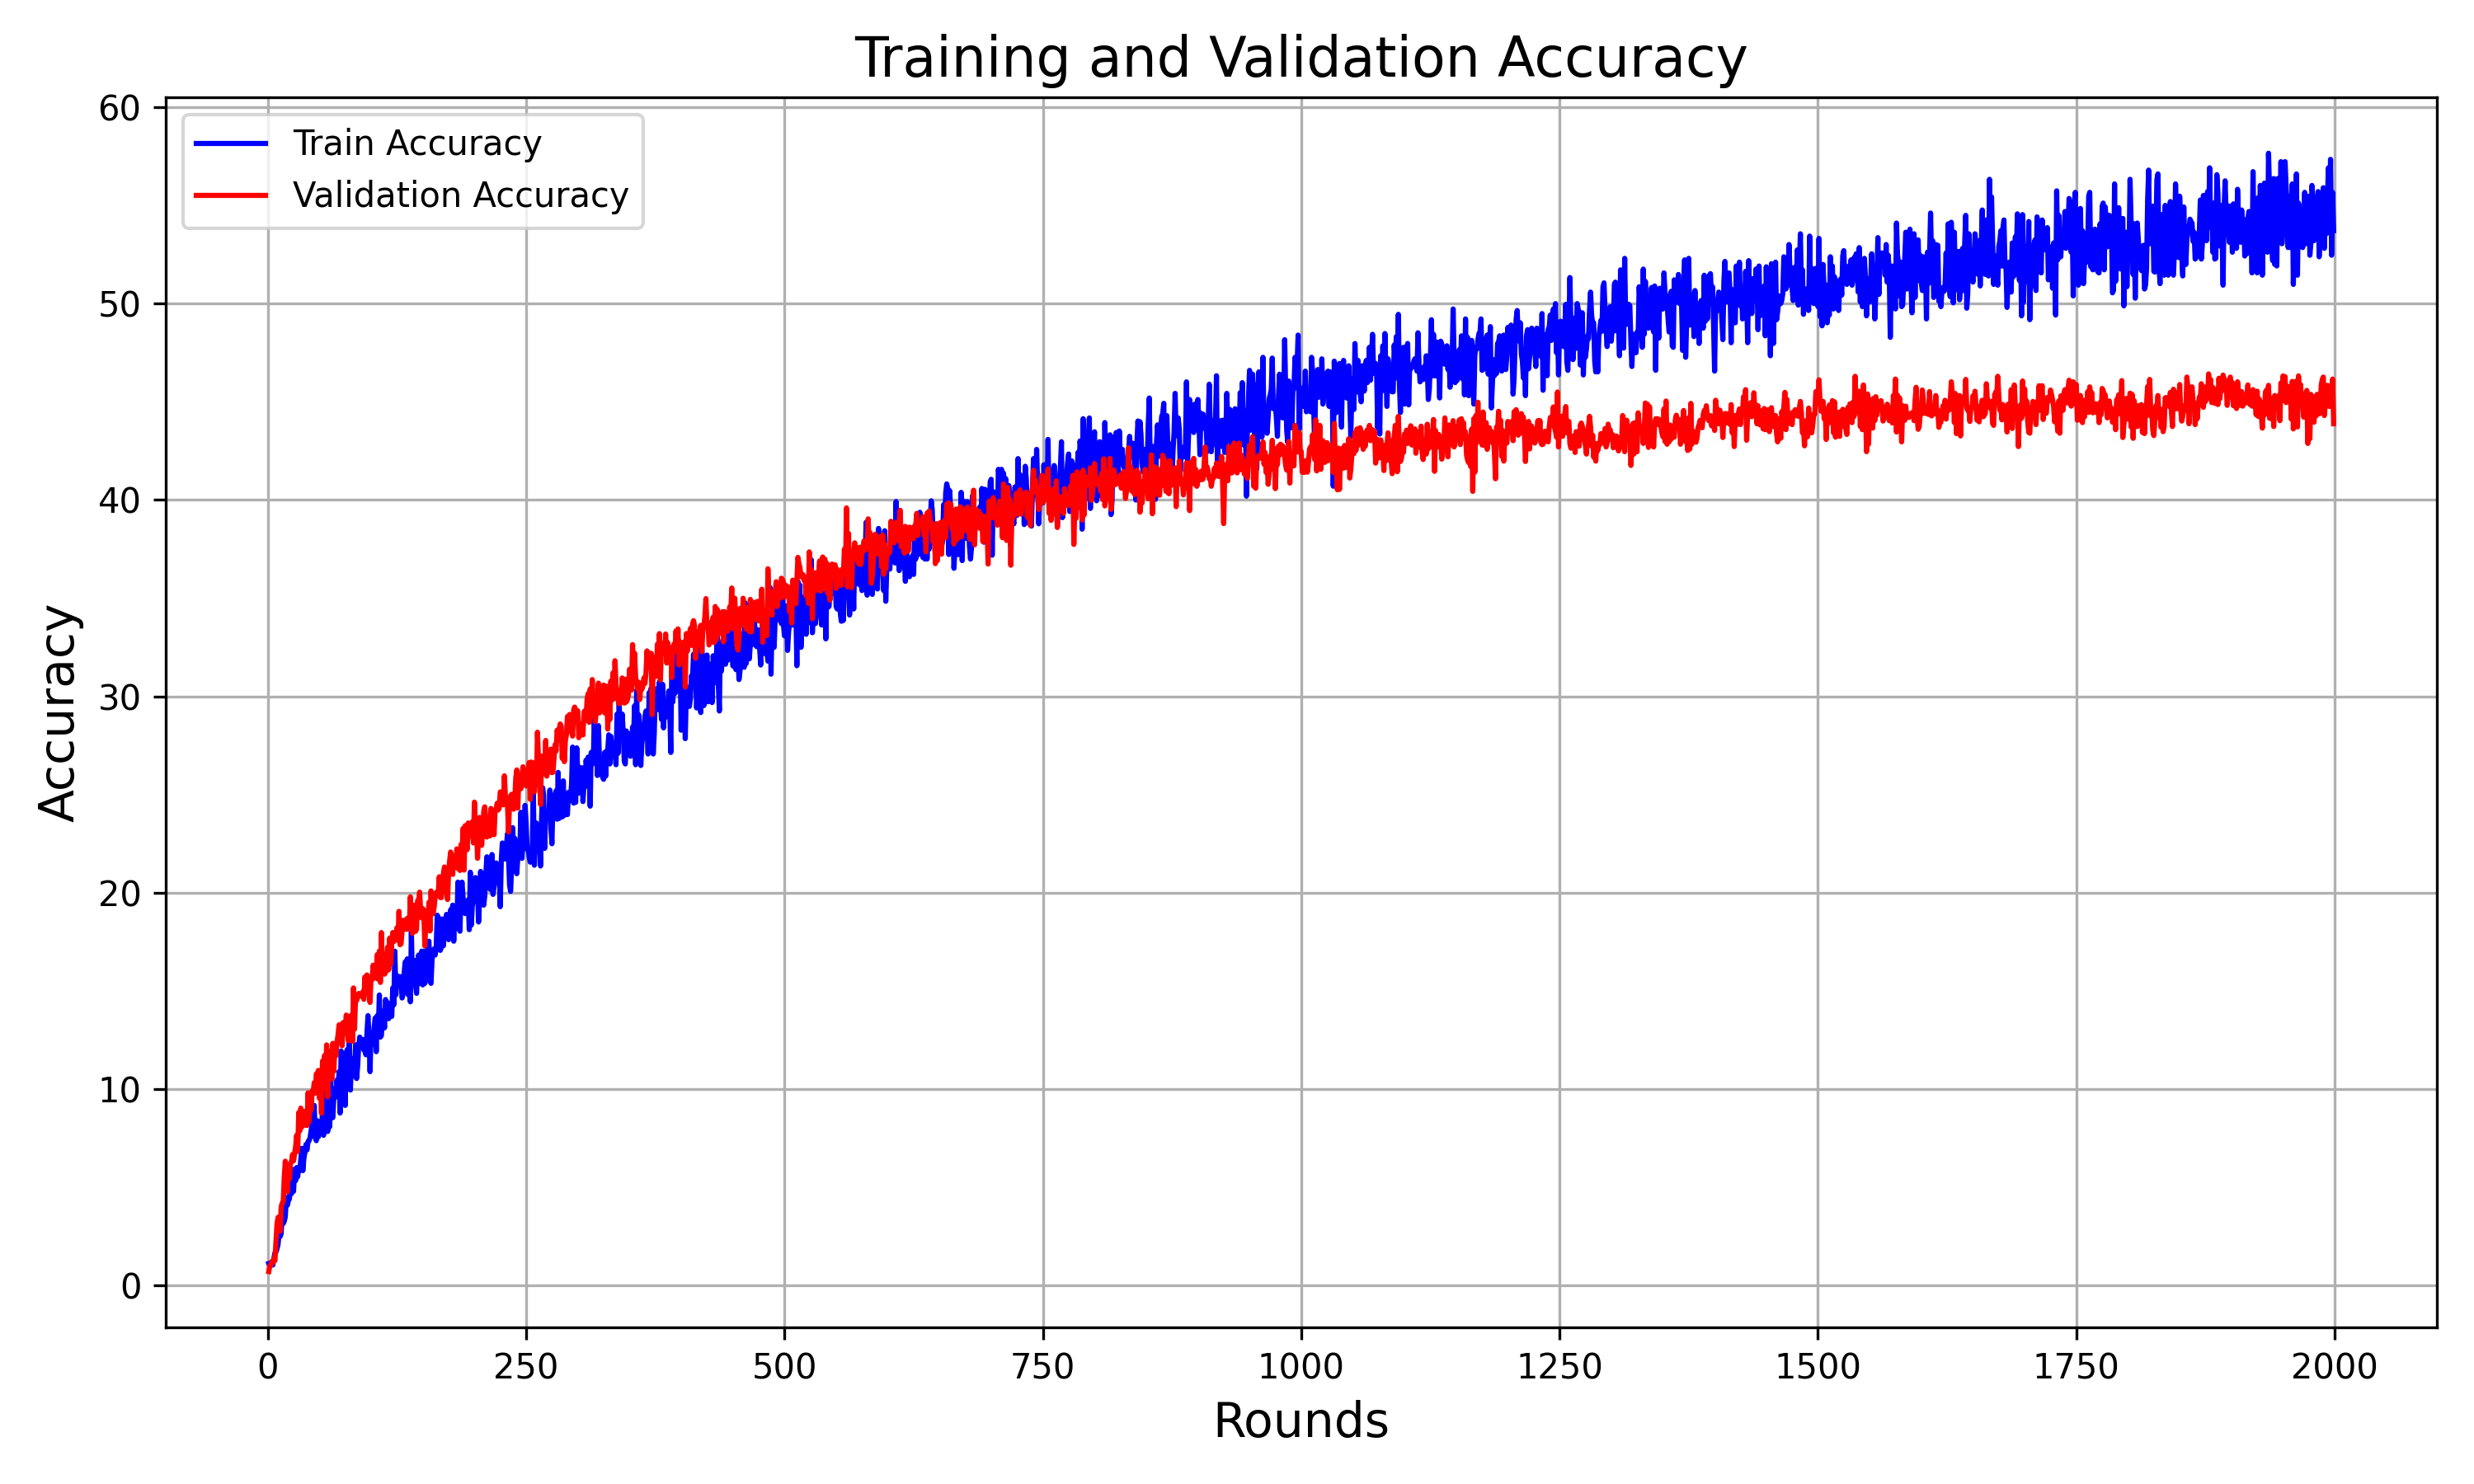 Training and Validation Accuracy
Train Accuracy
Validation Accuracy
Accuracy
60
50
40
30
20
10
0
0 250 500 750 1000 1250 1500 1750 2000
Rounds